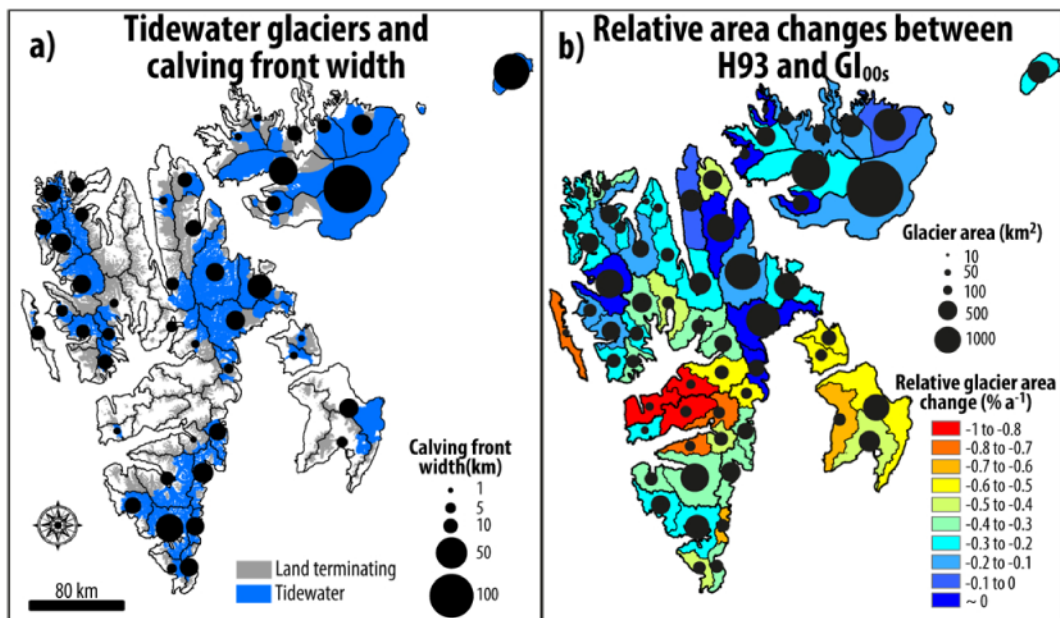 a)
Tidewater glaciers and
calving front width
Calving front
width(km)
1
5
10
50
100
Land terminating
Tidewater
80 km
b)
Relative area changes between
H93 and GI00s
Glacier area (km2)
10
50
100
500
1000
Relative glacier area
change (% a-1)
-1 to -0.8
-0.8 to -0.7
-0.7 to -0.6
-0.6 to -0.5
-0.5 to -0.4
-0.4 to -0.3
-0.3 to -0.2
-0.2 to -0.1
-0.1 to 0
~ 0